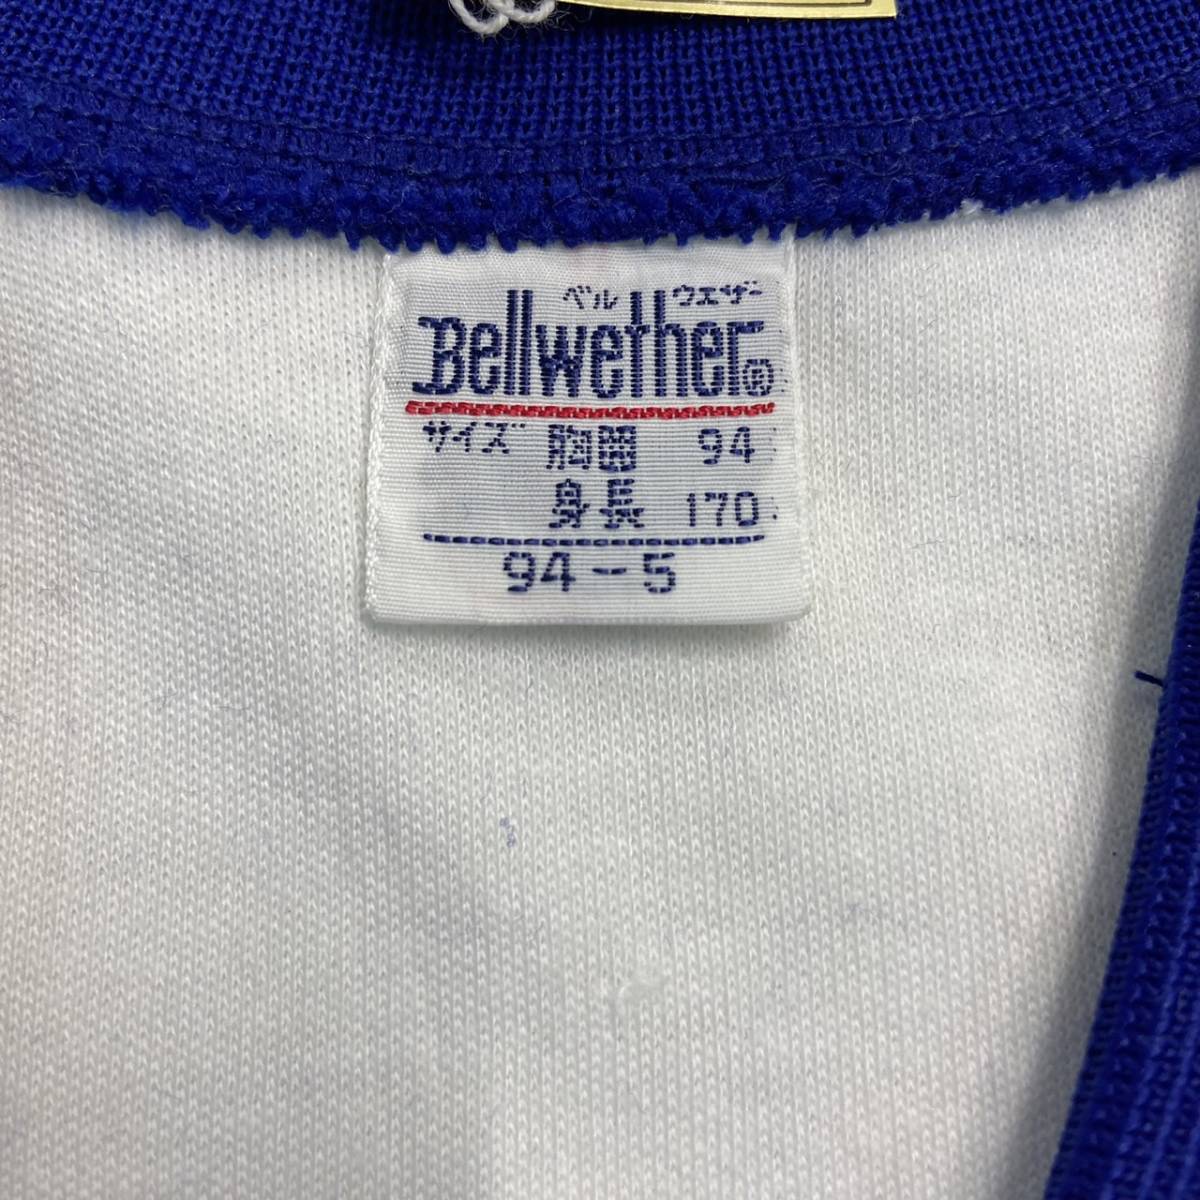 ベル ウエザー
Bellwether®
サイズ 胸囲 94
身長 170
94-5